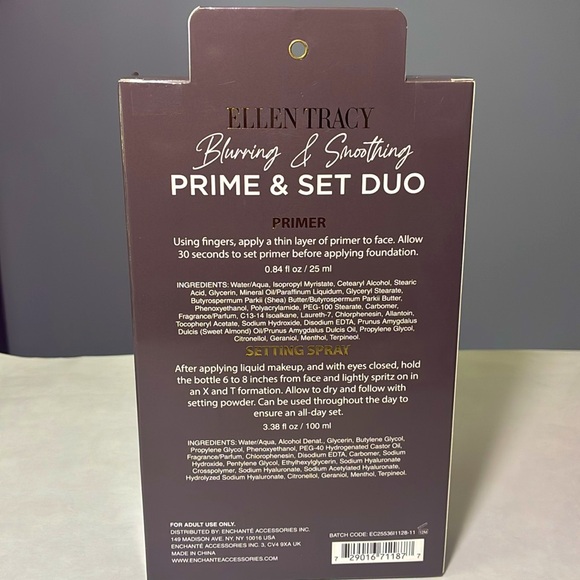 ELLEN TRACY
Blurring & Smoothing
PRIME & SET DUO
PRIMER
Using fingers, apply a thin layer of primer to face. Allow
30 seconds to set primer before applying foundation.
0.84 fl oz / 25 ml
INGREDIENTS: Water/Aqua, Isopropyl Myristate, Cetearyl Alcohol, Stearic
Acid, Glycerin, Mineral Oil/Paraffinum Liquidum, Glyceryl Stearate,
Butyrospermum Parkii (Shea) Butter/Butyrospermum Parkii Butter,
Phenoxyethanol, Polyacrylamide, PEG-100 Stearate, Carbomer,
Fragrance/Parfum, C13-14 Isoalkane, Laureth-7, Chlorphenesin, Allantoin,
Tocopheryl Acetate, Sodium Hydroxide, Disodium EDTA, Prunus Amygdalus
Dulcis (Sweet Almond) Oil/Prunus Amygdalus Dulcis Oil, Propylene Glycol,
Citronellol, Geraniol, Menthol, Terpineol.
SETTING SPRAY
After applying liquid makeup, and with eyes closed, hold
the bottle 6 to 8 inches from face and lightly spritz on in
an X and T formation. Allow to dry and follow with
setting powder. Can be used throughout the day to
ensure an all-day set.
3.38 fl oz / 100 ml
INGREDIENTS: Water/Aqua, Alcohol Denat., Glycerin, Butylene Glycol,
Propylene Glycol, Phenoxyethanol, PEG-40 Hydrogenated Castor Oil,
Fragrance/Parfum, Chlorphenesin, Disodium EDTA, Carbomer, Sodium
Hydroxide, Pentylene Glycol, Ethylhexylglycerin, Sodium Hyaluronate
Crosspolymer, Sodium Hyaluronate, Sodium Acetylated Hyaluronate,
Hydrolyzed Sodium Hyaluronate, Citronellol, Geraniol, Menthol, Terpineol.
FOR ADULT USE ONLY.
DISTRIBUTED BY: ENCHANTÉ ACCESSORIES INC.
149 MADISON AVE. NY, N.Y. 10016 USA
ENCHANTÉ ACCESSORIES INC. 3, CV4 9XA UK
MADE IN CHINA
WWW.ENCHANTEACCESSORIES.COM
BATCH CODE: EC25536I1128-11
12M
7 29016 71187 7